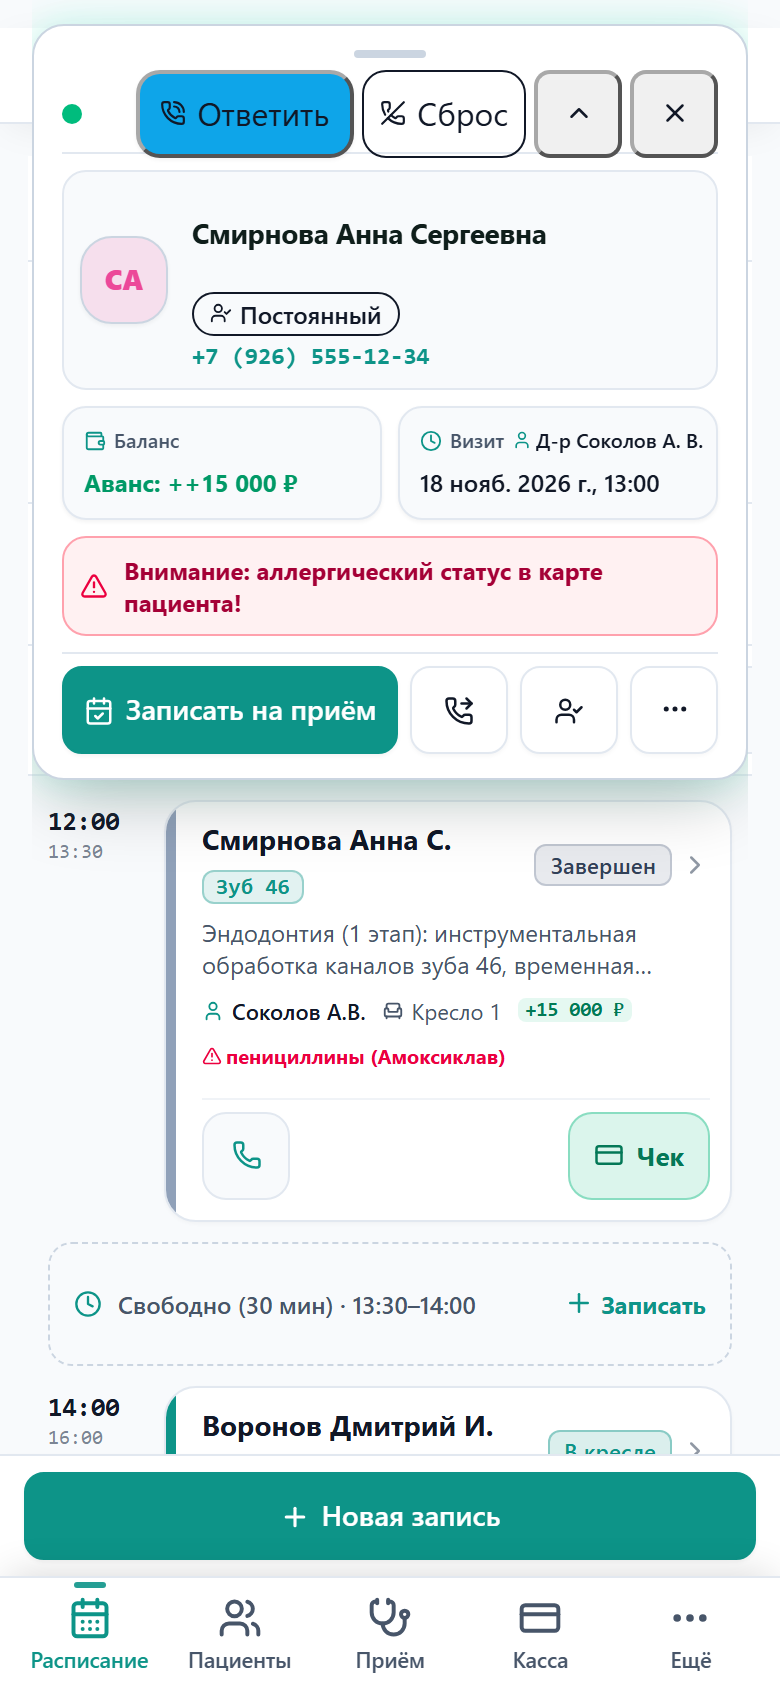 Ответить
Сброс
СА
Смирнова Анна Сергеевна
Постоянный
+7 (926) 555-12-34
Баланс
Аванс: ++15 000 ₽
Визит Д-р Соколов А. В.
18 нояб. 2026 г., 13:00
Внимание: аллергический статус в карте
пациента!
Записать на приём
12:00
13:30
Смирнова Анна С.
Завершен
Зуб 46
Эндодонтия (1 этап): инструментальная
обработка каналов зуба 46, временная...
Соколов А.В. Кресло 1 +15 000 ₽
пенициллины (Амоксиклав)
Чек
Свободно (30 мин) · 13:30–14:00
Записать
14:00
16:00
Воронов Дмитрий И.
В кресле
Новая запись
Расписание
Пациенты
Приём
Касса
Ещё